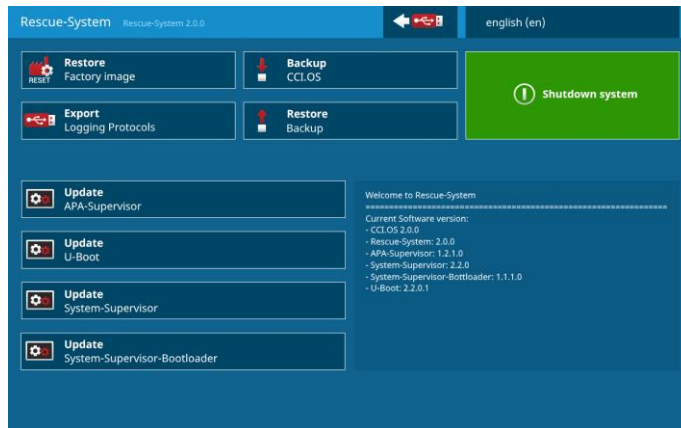 Rescue-System Rescue-System 2.0.0
english (en)
Restore
Factory image
RESET
Backup
CCI.OS
Shutdown system
Export
Logging Protocols
Restore
Backup
Update
APA-Supervisor
Update
U-Boot
Update
System-Supervisor
Update
System-Supervisor-Bootloader
Welcome to Rescue-System
==================================================================
Current Software version:
- CCI.OS 2.0.0
- Rescue-System: 2.0.0
- APA-Supervisor: 1.2.1.0
- System-Supervisor: 2.2.0
- System-Supervisor-Bottloader: 1.1.1.0
- U-Boot: 2.2.0.1